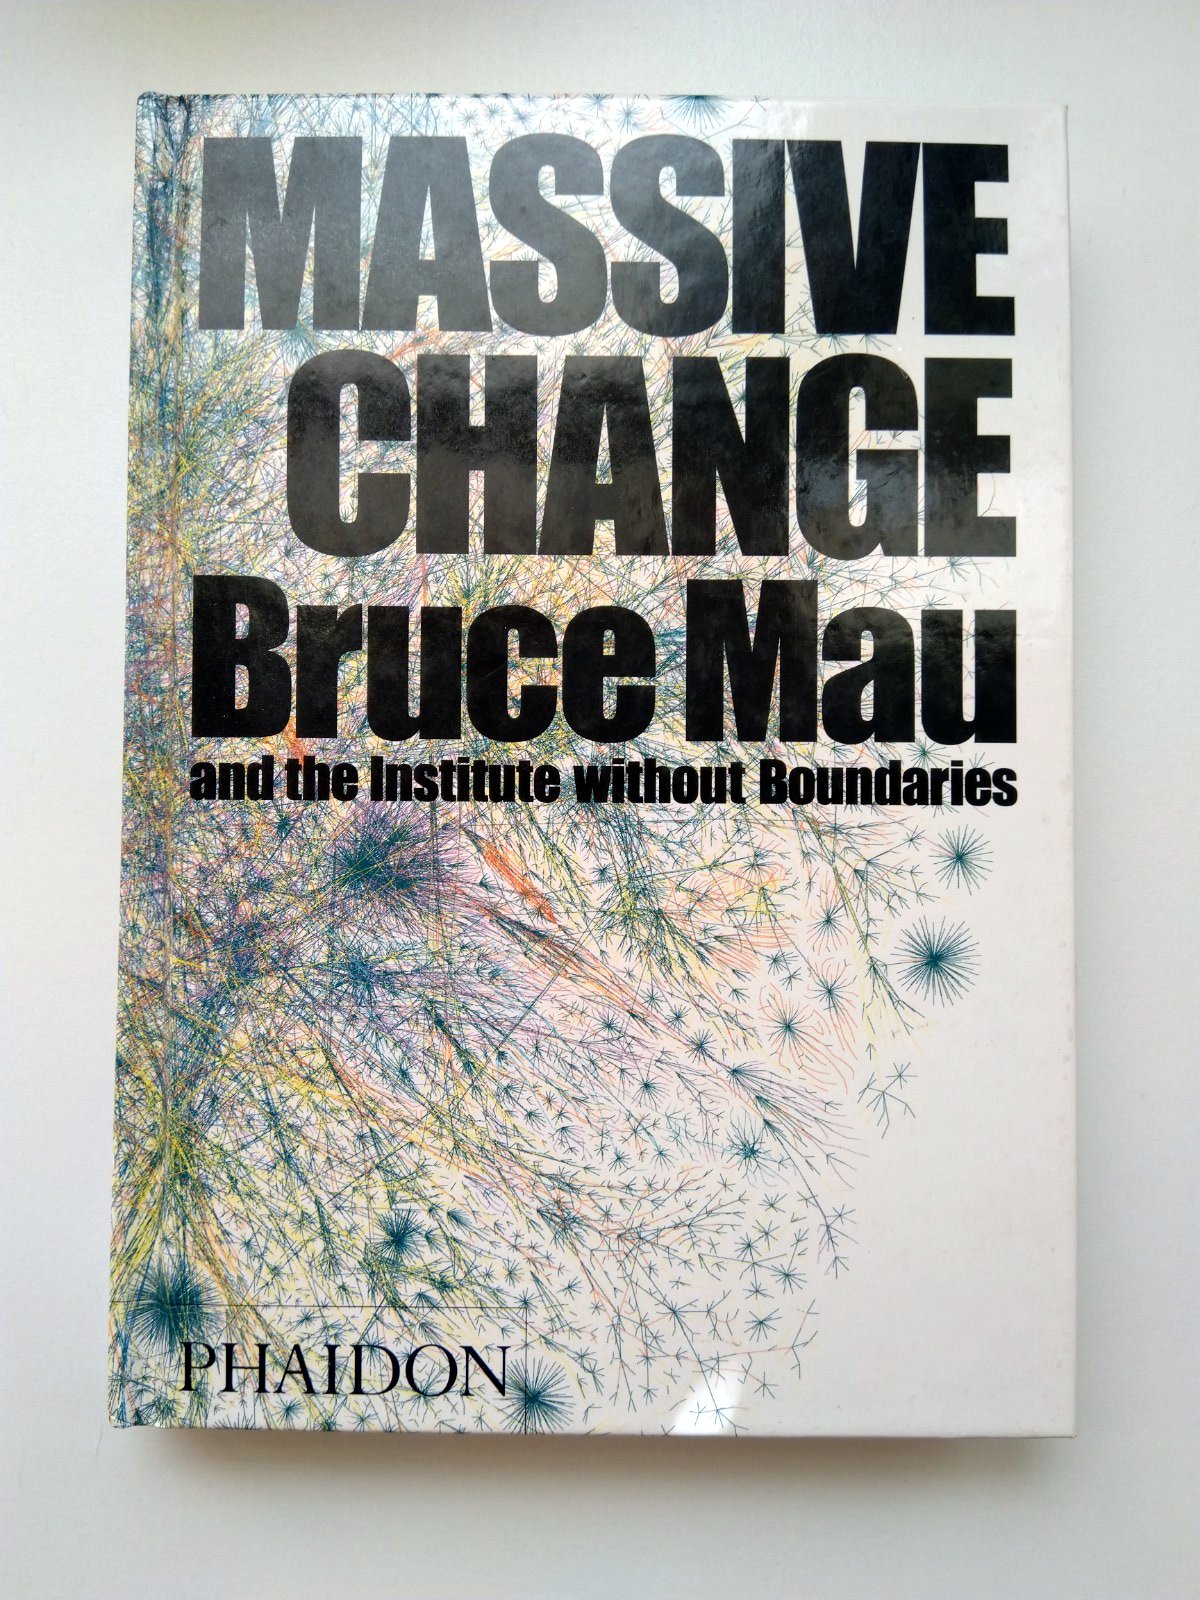 MASSIVE
CHANGE
Bruce Mau
and the Institute without Boundaries
PHAIDON